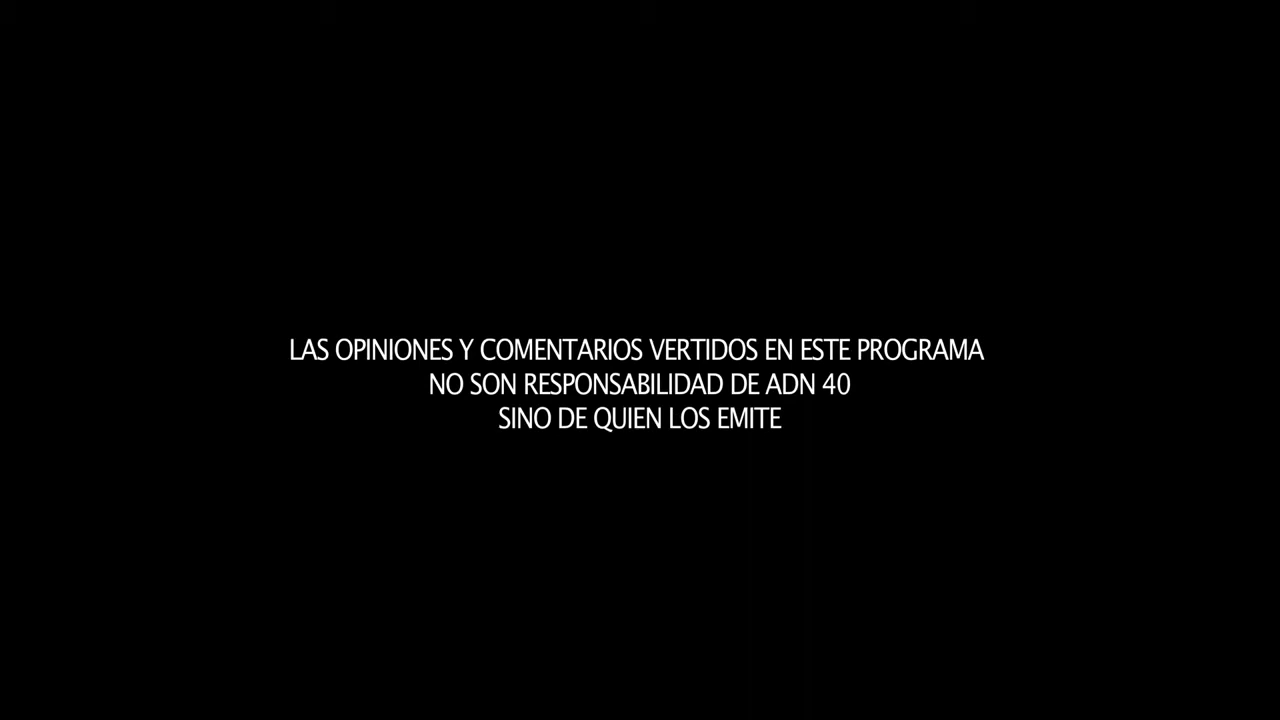 LAS OPINIONES Y COMENTARIOS VERTIDOS EN ESTE PROGRAMA
NO SON RESPONSABILIDAD DE ADN 40
SINO DE QUIEN LOS EMITE